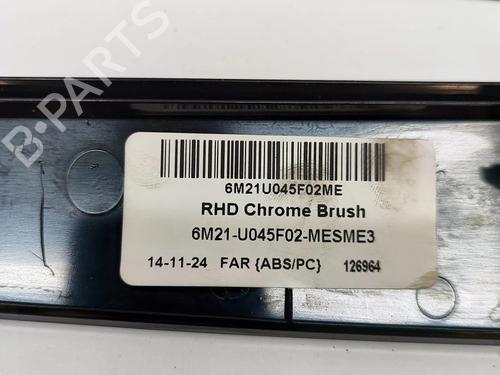 B-PARTS
6M21U045F02ME
RHD Chrome Brush
6M21-U045F02-MESME3
14-11-24 FAR {ABS/PC} 126964